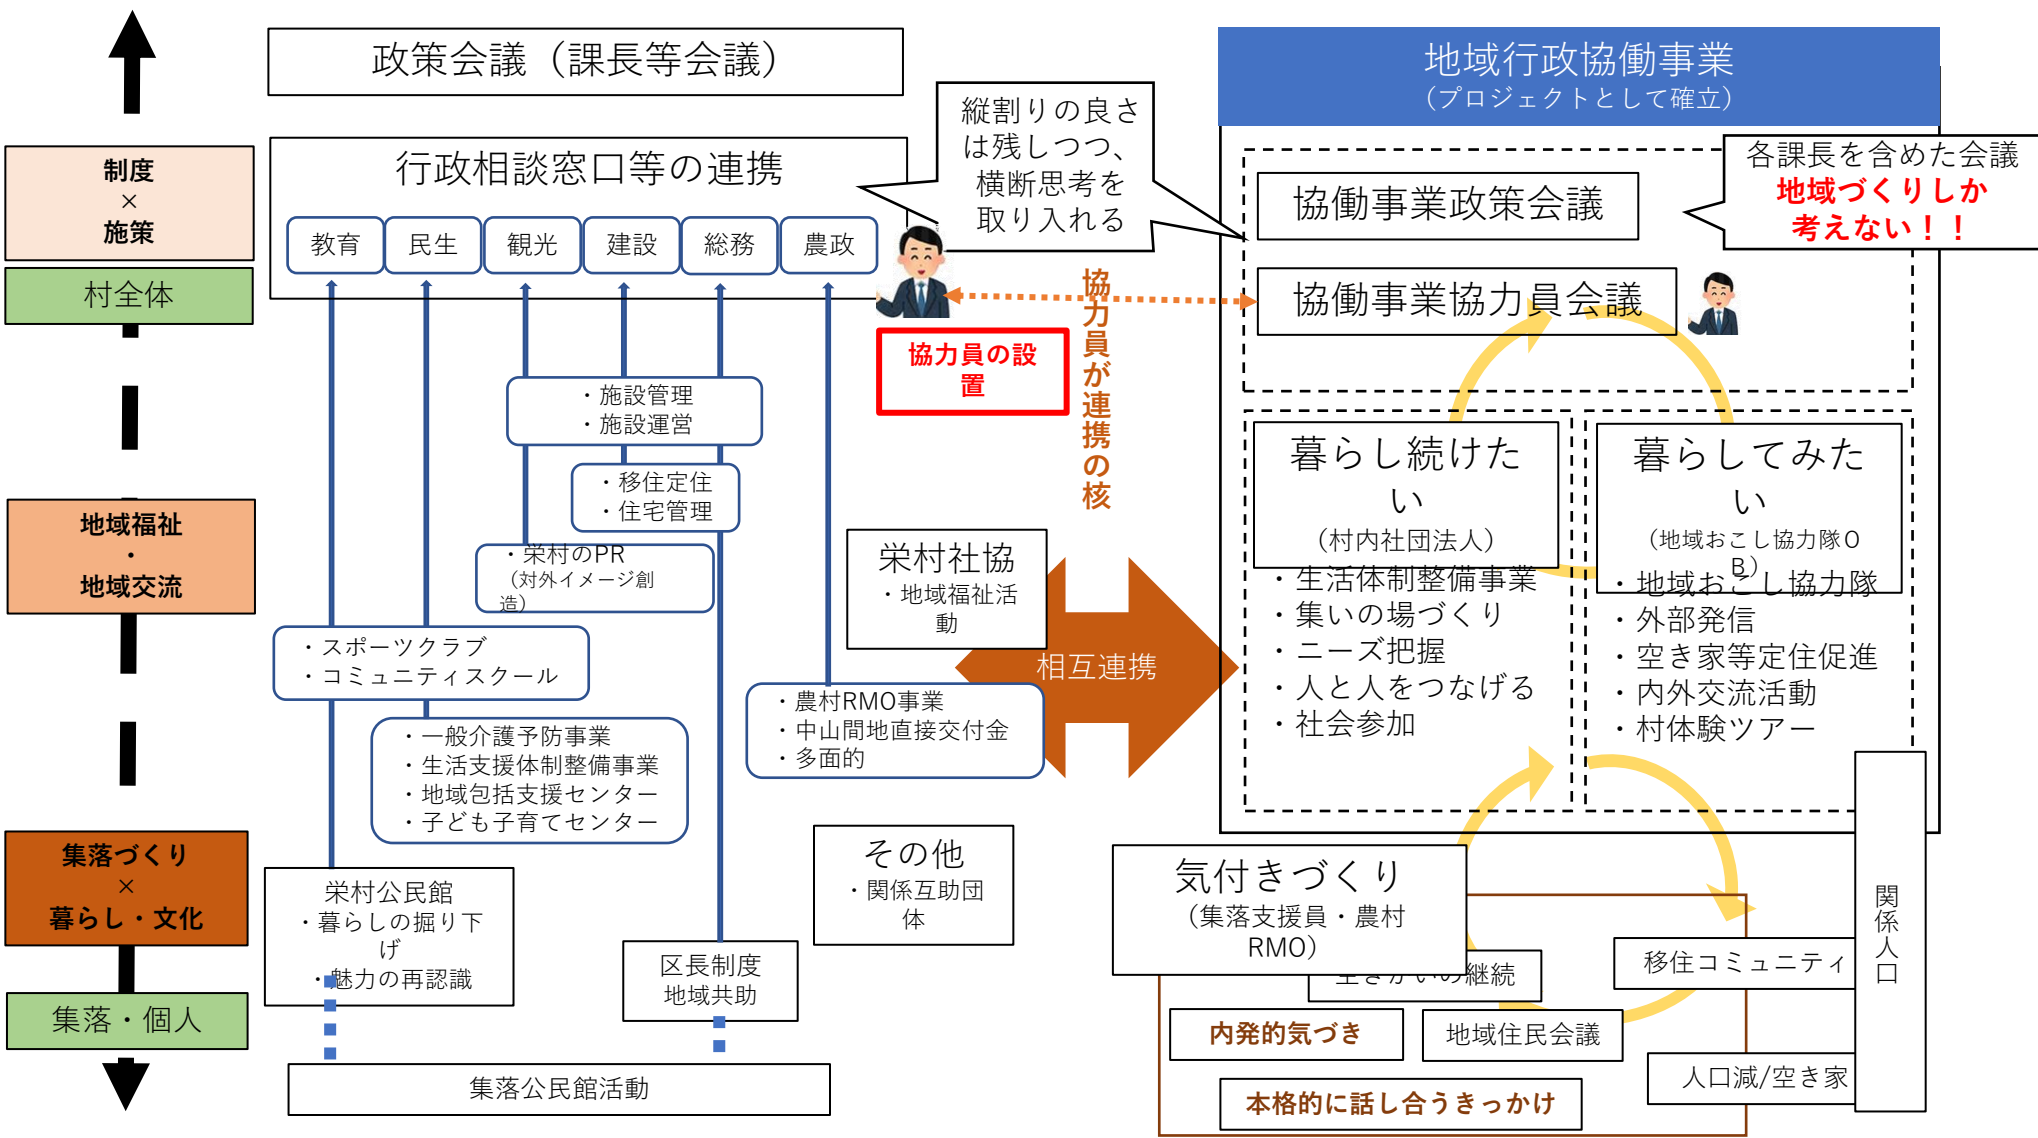 政策会議（課長等会議）
地域行政協働事業
（プロジェクトとして確立）
制度
×
施策
村全体
地域福祉
・
地域交流
集落づくり
×
暮らし・文化
集落・個人
行政相談窓口等の連携
教育
民生
観光
建設
総務
農政
縦割りの良さ
は残しつつ、
横断思考を
取り入れる
協力員の設
置
協力員が連携の核
・施設管理
・施設運営
・移住定住
・住宅管理
・栄村のPR
（対外イメージ創
造）
・スポーツクラブ
・コミュニティスクール
・一般介護予防事業
・生活支援体制整備事業
・地域包括支援センター
・子ども子育てセンター
栄村社協
・地域福祉活
動
・農村RMO事業
・中山間地直接交付金
・多面的
その他
・関係互助団
体
栄村公民館
・暮らしの掘り下
げ
・魅力の再認識
区長制度
地域共助
集落公民館活動
相互連携
各課長を含めた会議
地域づくりしか
考えない！！
協働事業政策会議
協働事業協力員会議
暮らし続けた
い
（村内社団法人）
・生活体制整備事業
・集いの場づくり
・ニーズ把握
・人と人をつなげる
・社会参加
暮らしてみた
い
（地域おこし協力隊O
B）
・地域おこし協力隊
・外部発信
・空き家等定住促進
・内外交流活動
・村体験ツアー
気付きづくり
（集落支援員・農村
RMO）
生きがいの継続
移住コミュニティ
関係人口
内発的気づき
地域住民会議
人口減/空き家
本格的に話し合うきっかけ